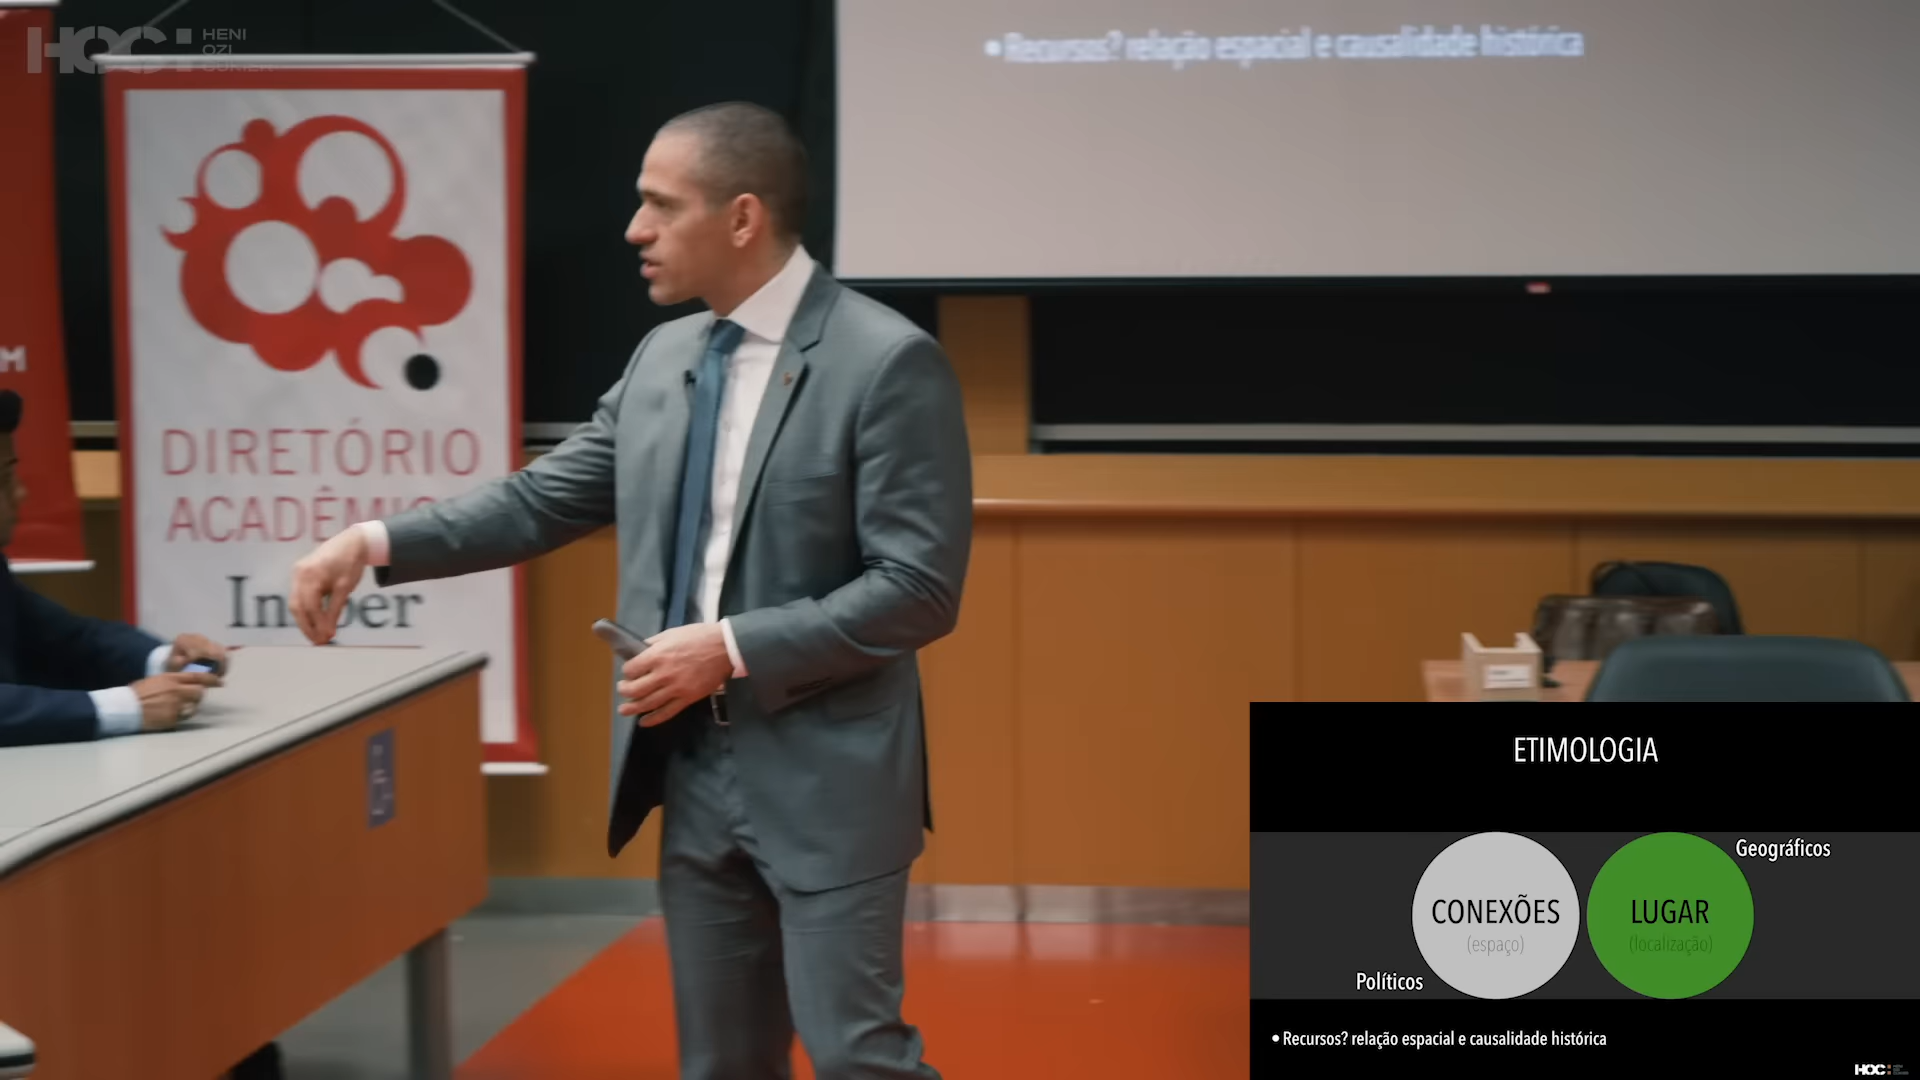 HOC
HENI
OZI
CUKIER
• Recursos? relação espacial e causalidade histórica
M
DIRETÓRIO
ACADÊMIC
In per
ETIMOLOGIA
Geográficos
CONEXÕES
(espaço)
LUGAR
(localização)
Políticos
• Recursos? relação espacial e causalidade histórica
HOC